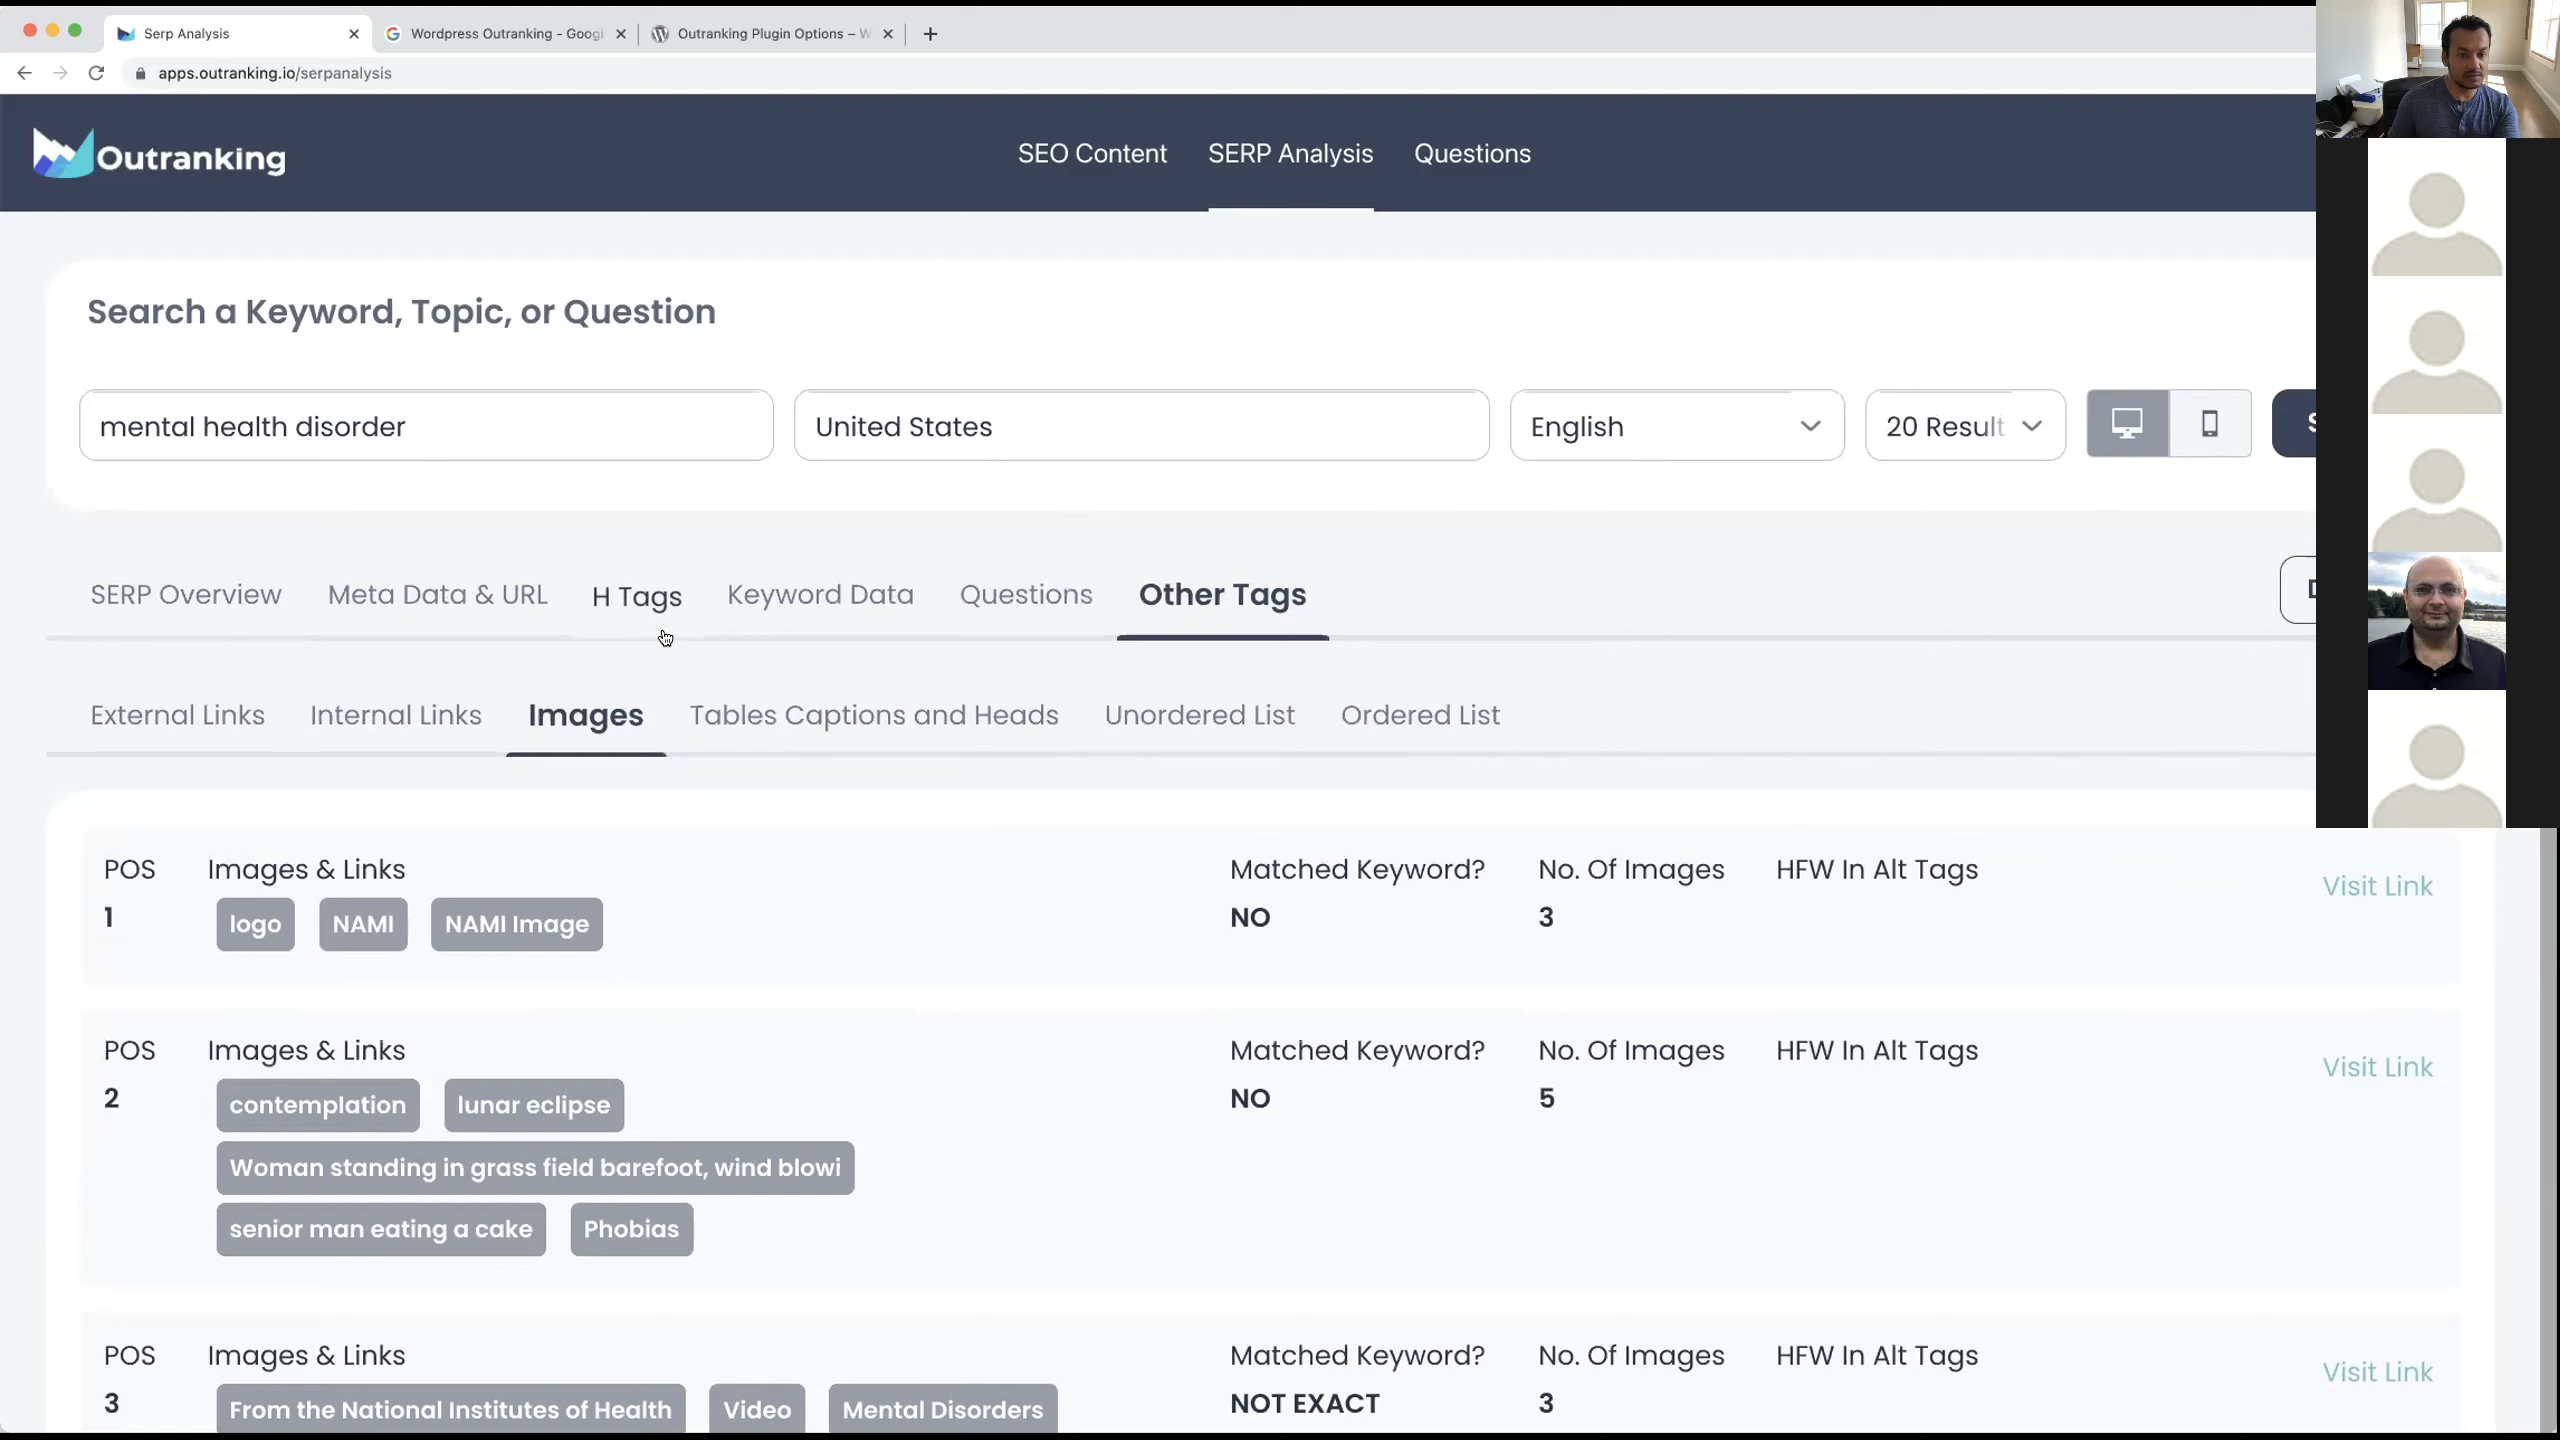 Serp Analysis
Wordpress Outranking - Googl
Outranking Plugin Options – W
apps.outranking.io/serpanalysis
Outranking
SEO Content
SERP Analysis
Questions
Search a Keyword, Topic, or Question
mental health disorder
United States
English
20 Result
S
SERP Overview
Meta Data & URL
H Tags
Keyword Data
Questions
Other Tags
D
External Links
Internal Links
Images
Tables Captions and Heads
Unordered List
Ordered List
POS
Images & Links
Matched Keyword?
No. Of Images
HFW In Alt Tags
Visit Link
1
logo
NAMI
NAMI Image
NO
3
POS
Images & Links
Matched Keyword?
No. Of Images
HFW In Alt Tags
Visit Link
2
contemplation
lunar eclipse
NO
5
Woman standing in grass field barefoot, wind blowi
senior man eating a cake
Phobias
POS
Images & Links
Matched Keyword?
No. Of Images
HFW In Alt Tags
Visit Link
3
From the National Institutes of Health
Video
Mental Disorders
NOT EXACT
3